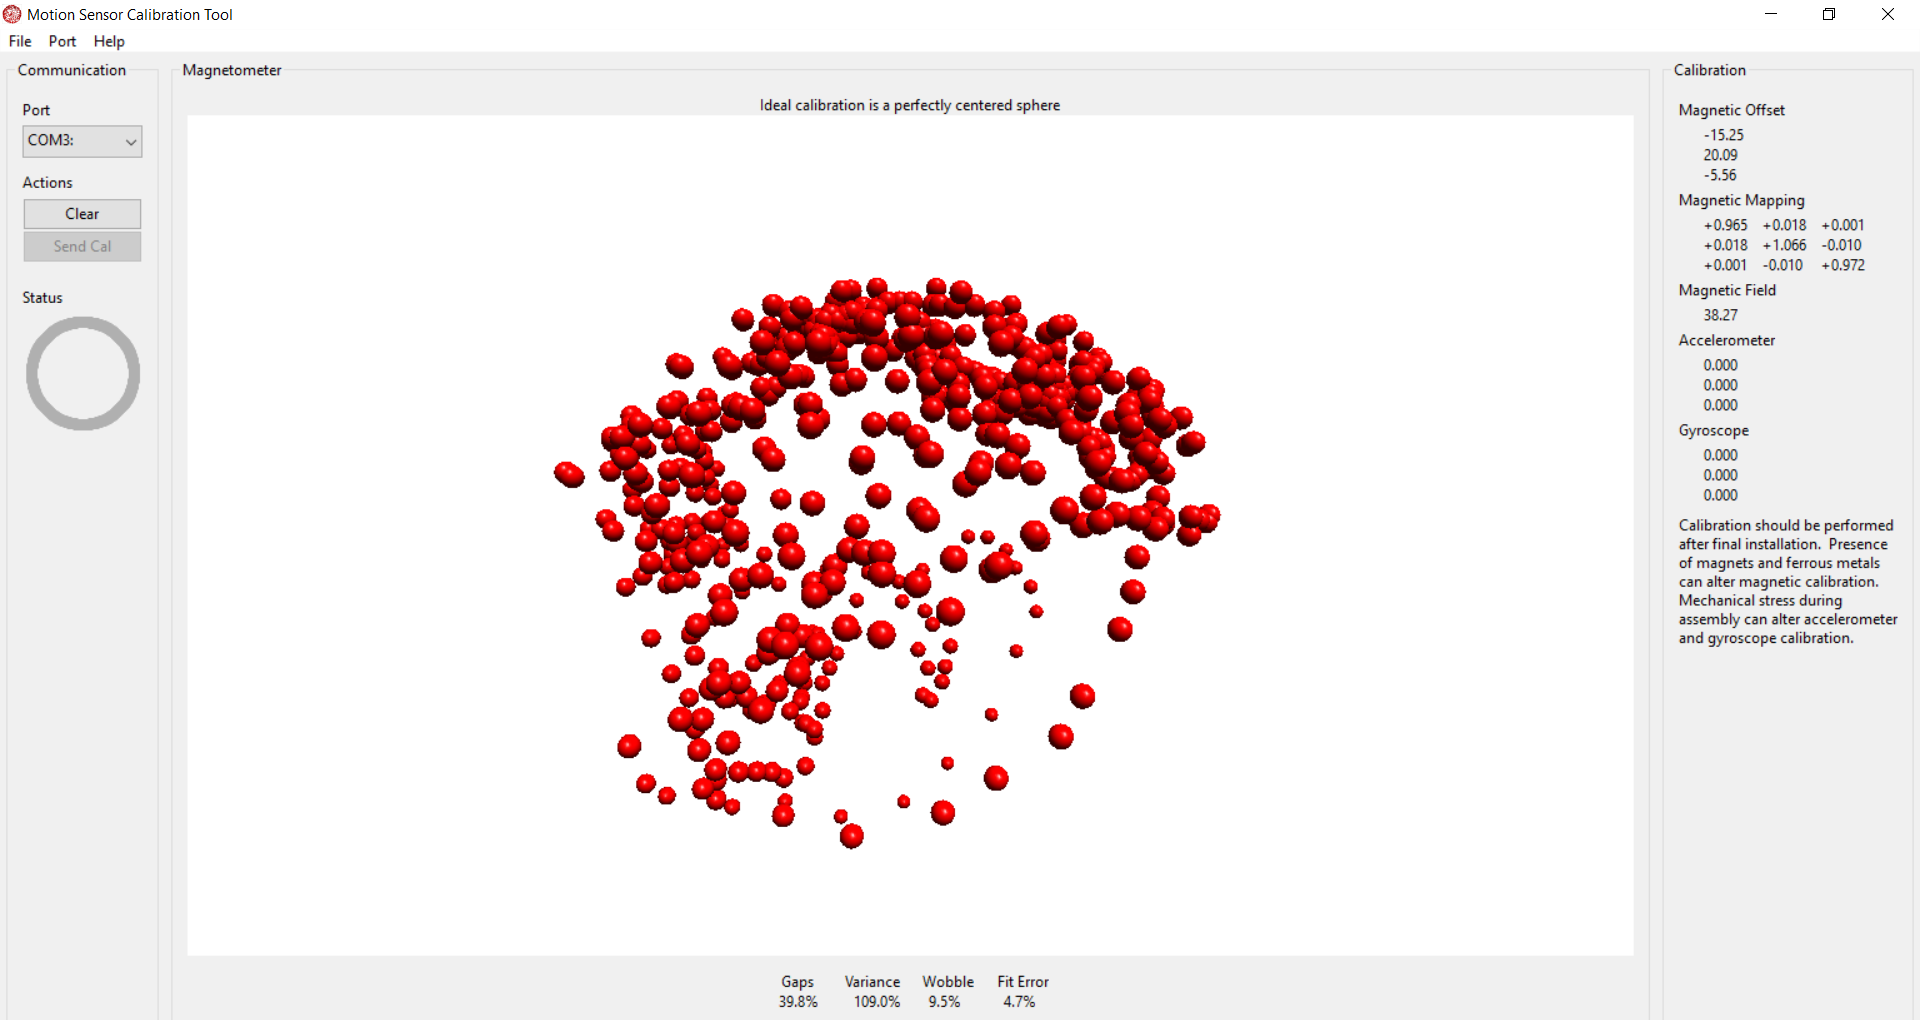 Motion Sensor Calibration Tool
File Port Help
Communication
Port
COM3:
Actions
Clear
Send Cal
Status
Magnetometer
Ideal calibration is a perfectly centered sphere
Gaps Variance Wobble Fit Error
39.8% 109.0% 9.5% 4.7%
Calibration
Magnetic Offset
-15.25
20.09
-5.56
Magnetic Mapping
+0.965 +0.018 +0.001
+0.018 +1.066 -0.010
+0.001 -0.010 +0.972
Magnetic Field
38.27
Accelerometer
0.000
0.000
0.000
Gyroscope
0.000
0.000
0.000
Calibration should be performed
after final installation. Presence
of magnets and ferrous metals
can alter magnetic calibration.
Mechanical stress during
assembly can alter accelerometer
and gyroscope calibration.